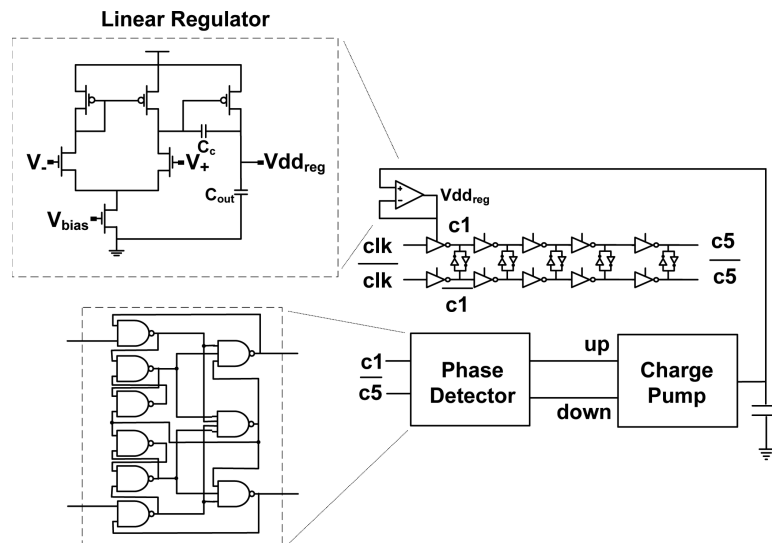 Linear Regulator
V-
Cc
V+
Vddreg
Cout
Vbias
+
-
Vddreg
clk
c1
c5
clk
c1
c5
c1
c5
Phase
Detector
up
down
Charge
Pump